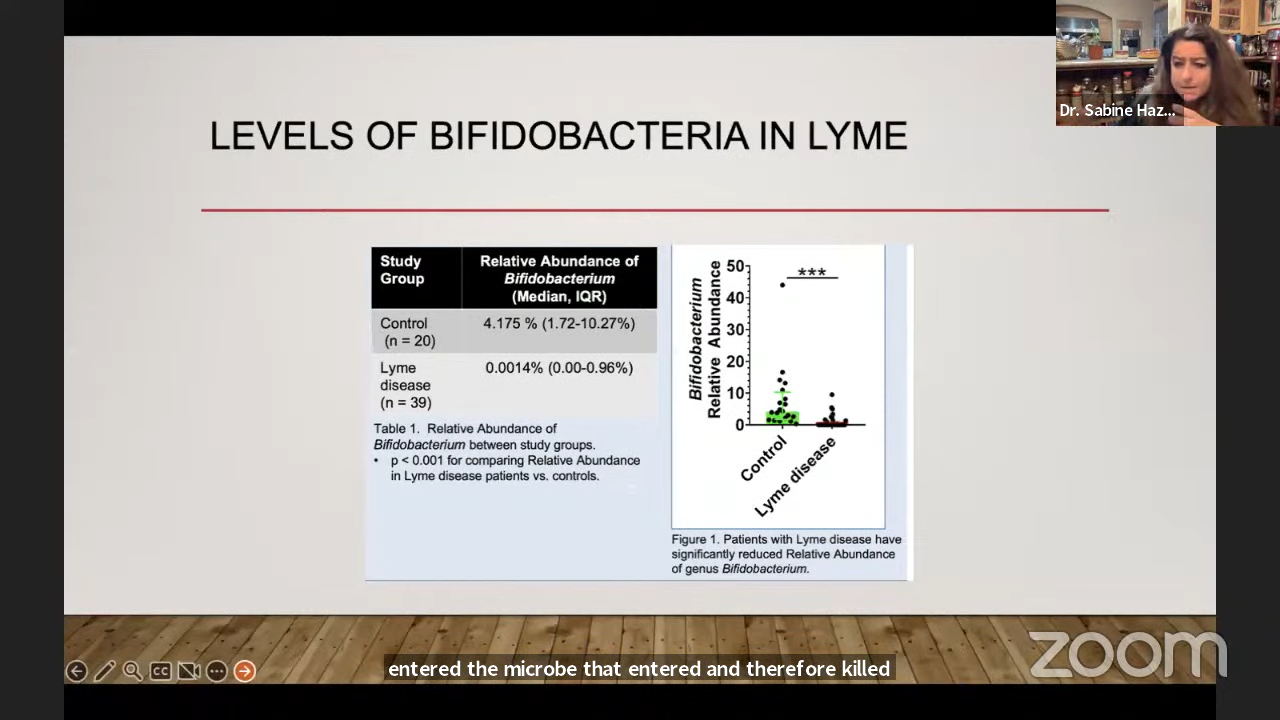 Dr. Sabine Haz...
LEVELS OF BIFIDOBACTERIA IN LYME
Study
Group
Relative Abundance of
Bifidobacterium
(Median, IQR)
Control
(n = 20)
4.175 % (1.72-10.27%)
Lyme
disease
(n = 39)
0.0014% (0.00-0.96%)
Table 1. Relative Abundance of
Bifidobacterium between study groups.
• p < 0.001 for comparing Relative Abundance
in Lyme disease patients vs. controls.
Bifidobacterium
Relative Abundance
50
40
30
20
10
0
***
Control
Lyme disease
Figure 1. Patients with Lyme disease have
significantly reduced Relative Abundance
of genus Bifidobacterium.
CC
entered the microbe that entered and therefore killed
zoom